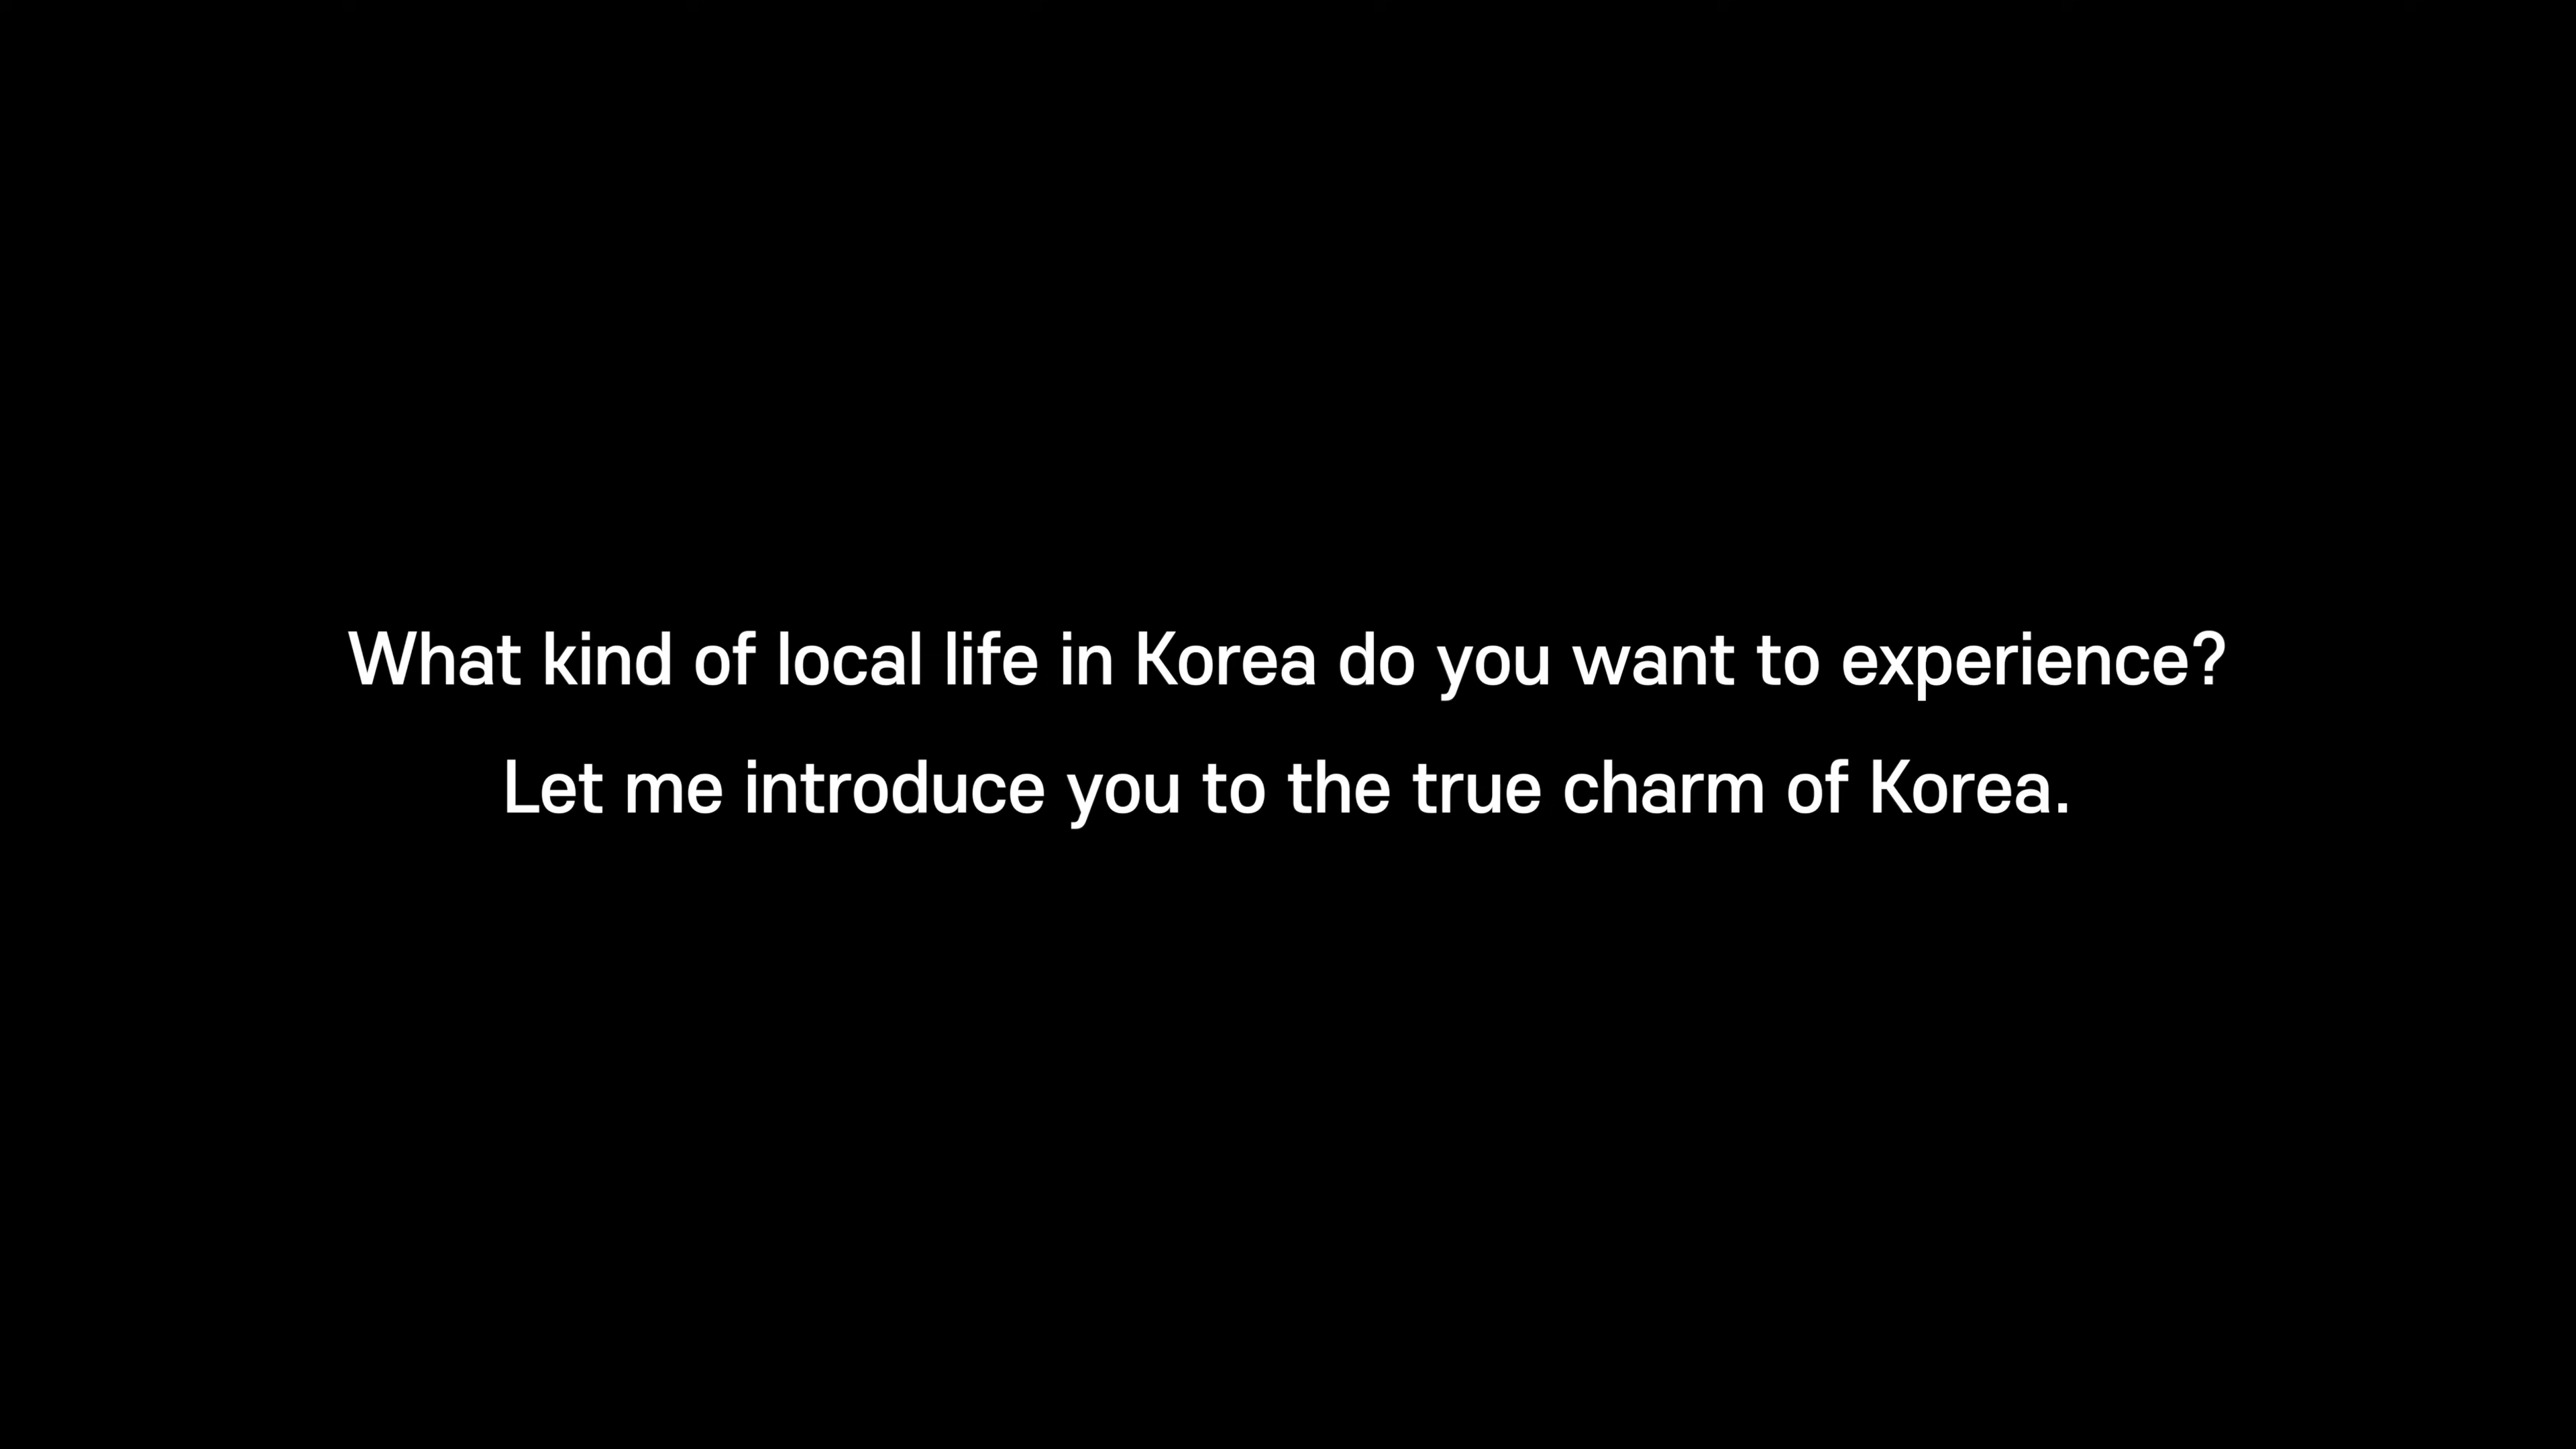 What kind of local life in Korea do you want to experience?
Let me introduce you to the true charm of Korea.